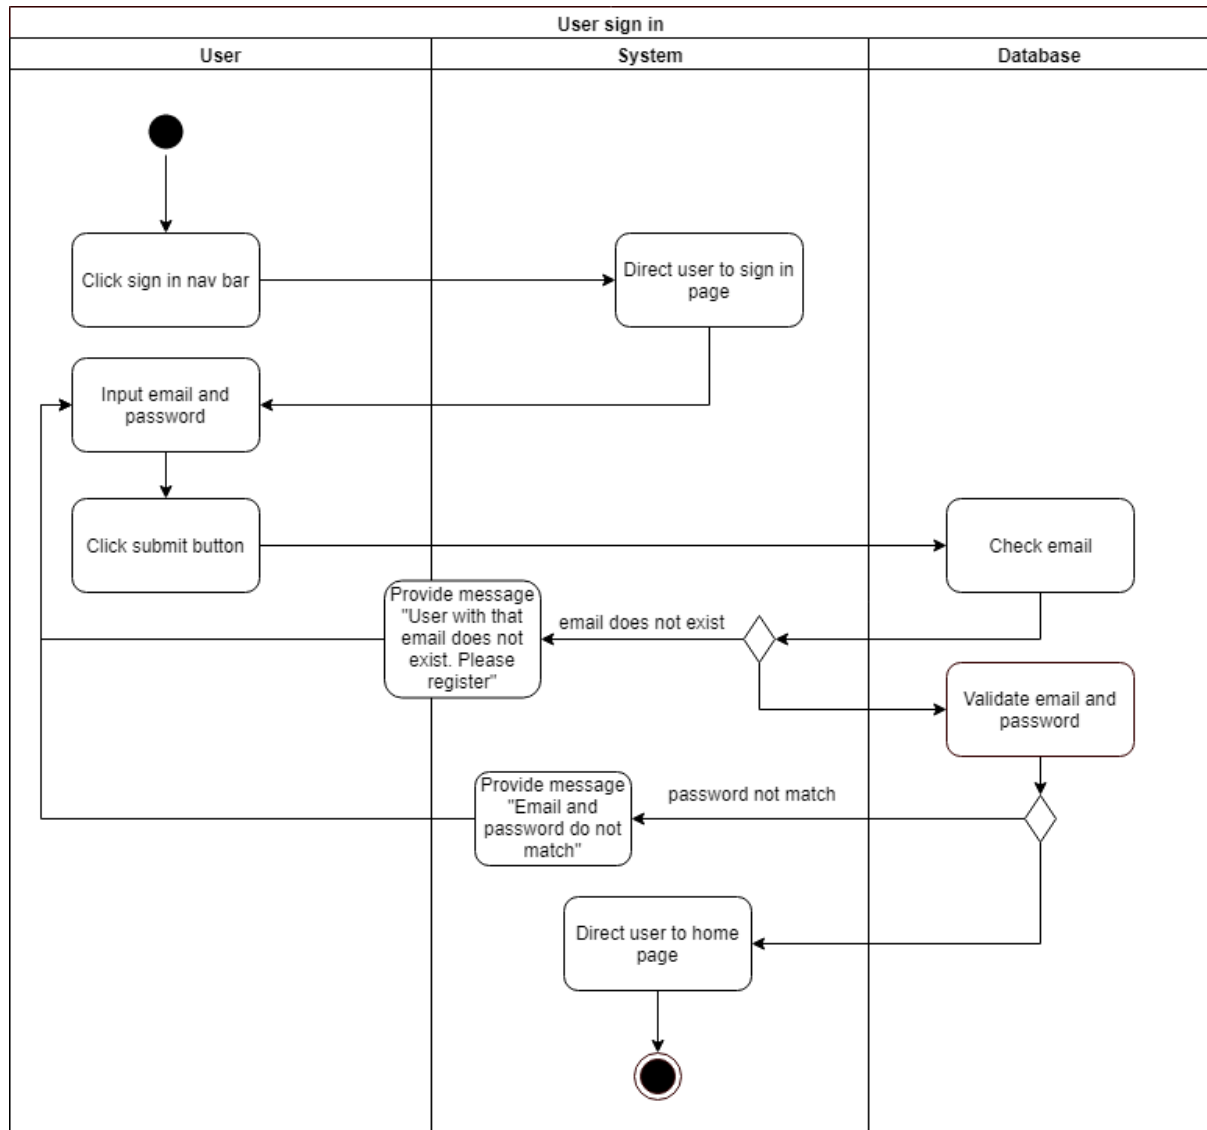 User sign in
User
System
Database
Click sign in nav bar
Direct user to sign in
page
Input email and
password
Click submit button
Check email
Provide message
"User with that
email does not
exist. Please
register"
email does not exist
Validate email and
password
Provide message
"Email and
password do not
match"
password not match
Direct user to home
page